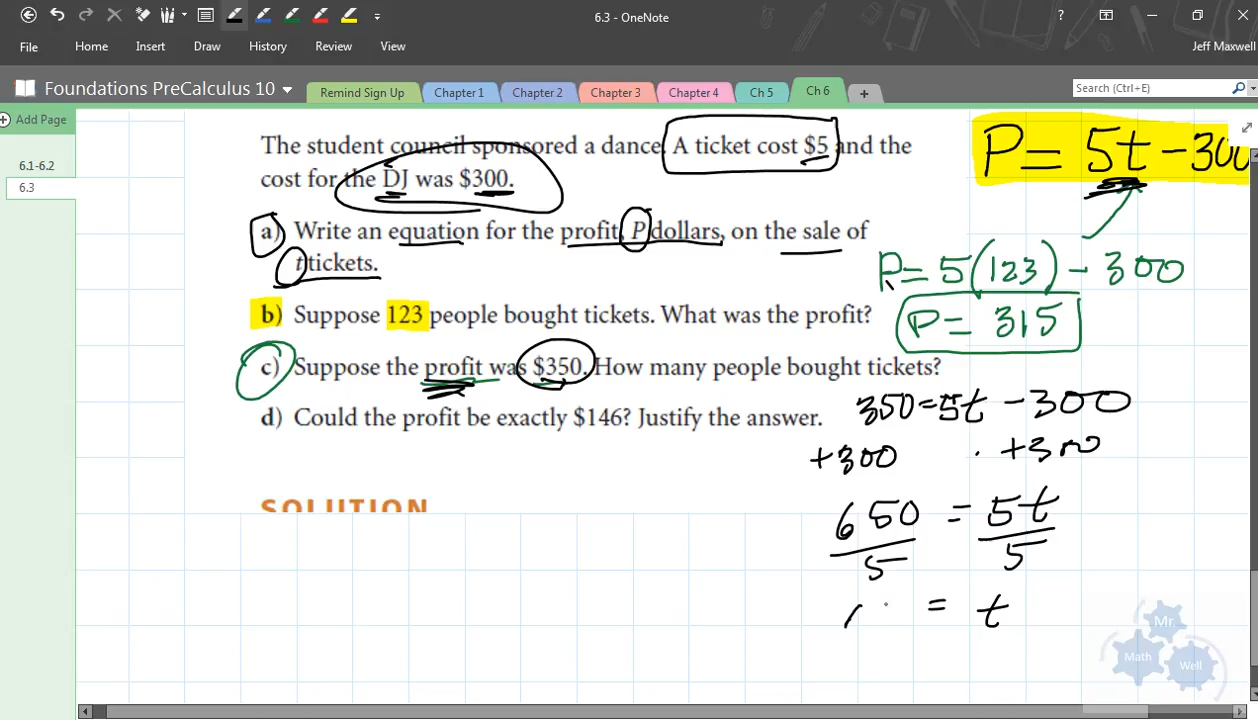 6.3 - OneNote
File Home Insert Draw History Review View
Jeff Maxwell
Foundations PreCalculus 10
Remind Sign Up Chapter 1 Chapter 2 Chapter 3 Chapter 4 Ch 5 Ch 6
Search (Ctrl+E)
Add Page
6.1-6.2
6.3
The student council sponsored a dance. A ticket cost $5 and the
cost for the DJ was $300.
a) Write an equation for the profit, P dollars, on the sale of
t tickets.
b) Suppose 123 people bought tickets. What was the profit?
c) Suppose the profit was $350. How many people bought tickets?
d) Could the profit be exactly $146? Justify the answer.
SOLUTION
P = 5t - 300
P = 5(123) - 300
P = 315
350 = 5t - 300
+300 +300
650 = 5t
5 5
= t
Mr.
Math
Well